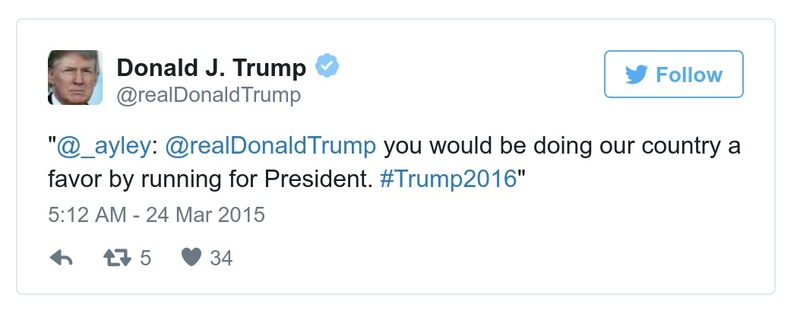 Donald J. Trump
Follow
@realDonaldTrump
"@_ayley: @realDonaldTrump you would be doing our country a
favor by running for President. #Trump2016"
5:12 AM - 24 Mar 2015
5 34